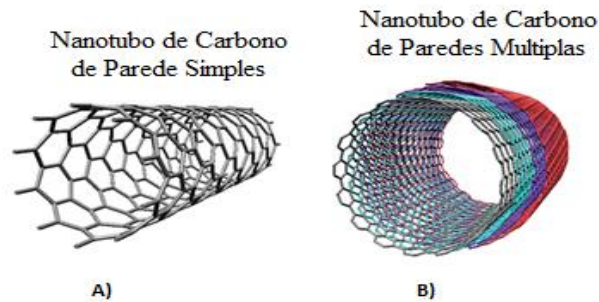 Nanotubo de Carbono
de Parede Simples
Nanotubo de Carbono
de Paredes Multiplas
A)
B)